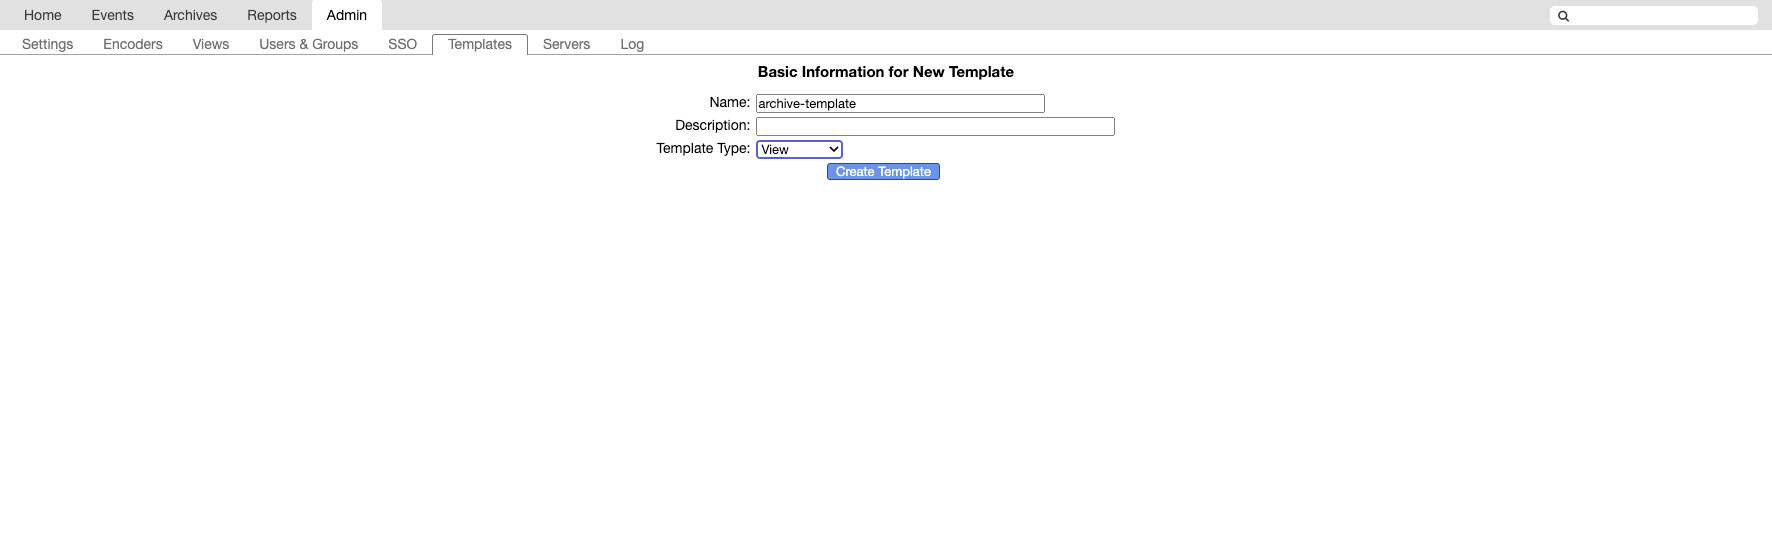 Home Events Archives Reports Admin
Settings Encoders Views Users & Groups SSO Templates Servers Log
Basic Information for New Template
Name: archive-template
Description:
Template Type: View
Create Template